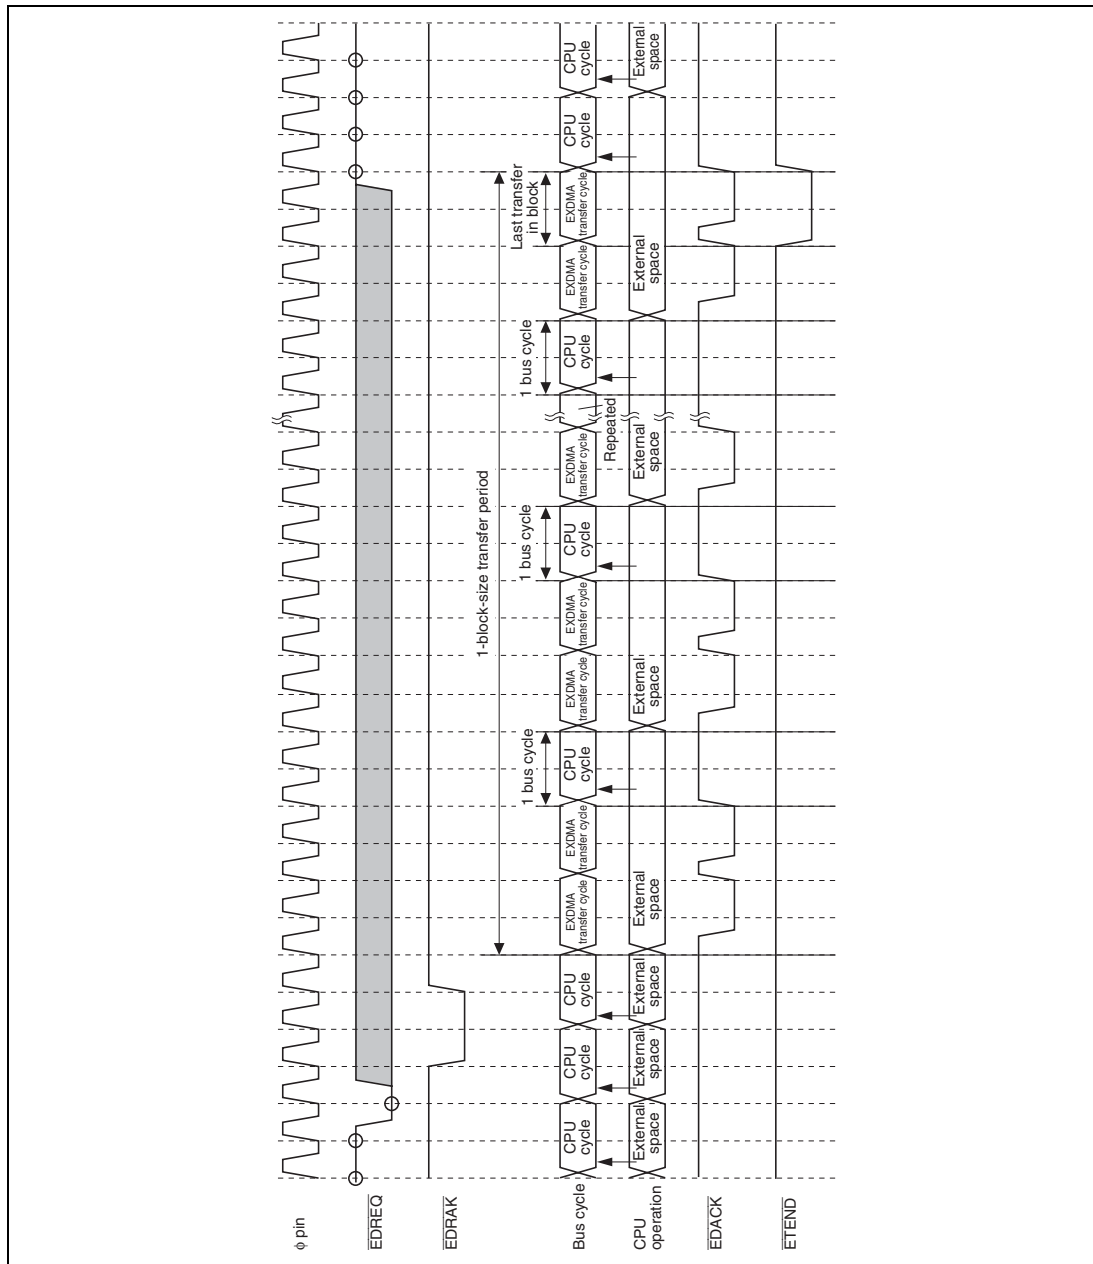 φ pin
EDREQ
EDRAK
1-block-size transfer period
1 bus cycle
1 bus cycle
1 bus cycle
Last transfer
in block
Bus cycle
CPU
cycle
CPU
cycle
CPU
cycle
EXDMA
transfer cycle
EXDMA
transfer cycle
CPU
cycle
EXDMA
transfer cycle
EXDMA
transfer cycle
CPU
cycle
EXDMA
transfer cycle
Repeated
CPU
cycle
EXDMA
transfer cycle
EXDMA
transfer cycle
CPU
cycle
CPU
cycle
CPU
operation
External
space
External
space
External
space
External
space
External
space
External
space
External
space
External
space
EDACK
ETEND